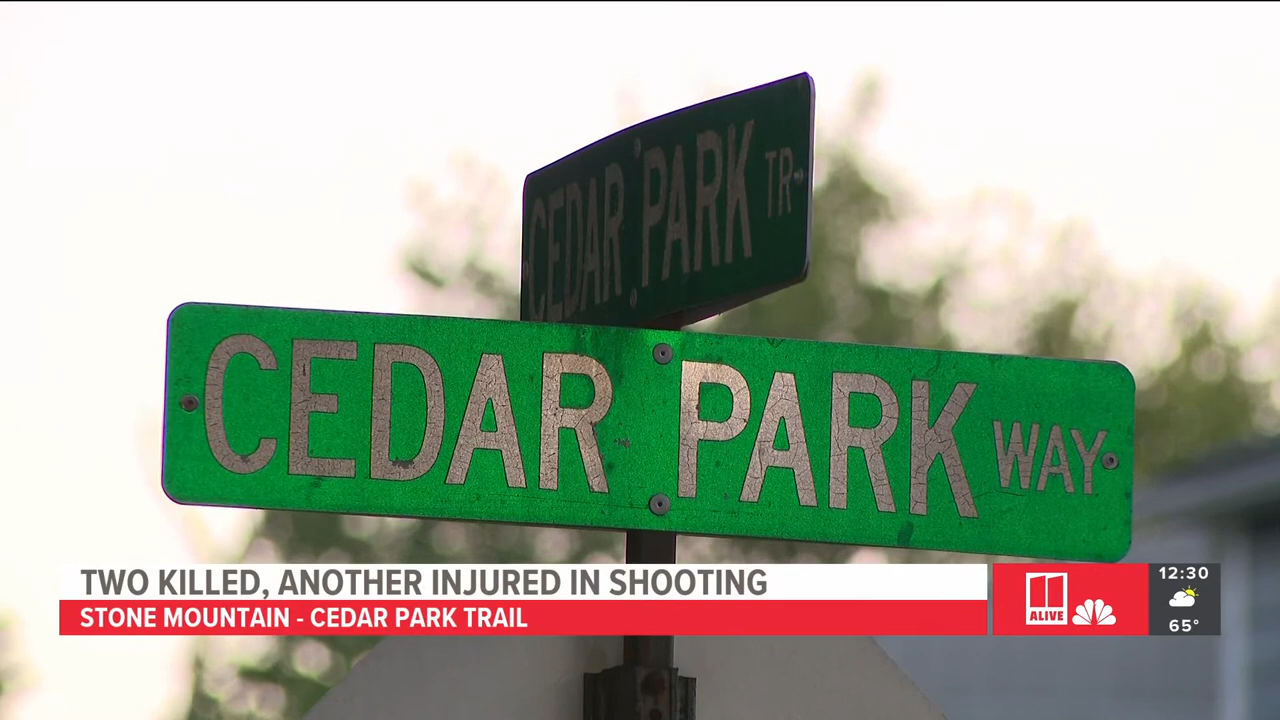 CEDAR PARK TR
CEDAR PARK WAY
TWO KILLED, ANOTHER INJURED IN SHOOTING
STONE MOUNTAIN - CEDAR PARK TRAIL
11
ALIVE
12:30
65°